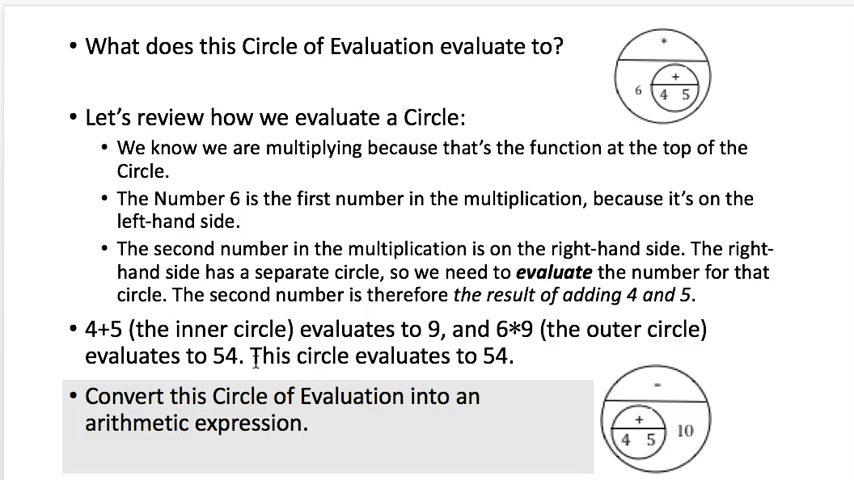 • What does this Circle of Evaluation evaluate to?
*
+
6
4 5
• Let’s review how we evaluate a Circle:
• We know we are multiplying because that’s the function at the top of the
Circle.
• The Number 6 is the first number in the multiplication, because it’s on the
left-hand side.
• The second number in the multiplication is on the right-hand side. The right-
hand side has a separate circle, so we need to evaluate the number for that
circle. The second number is therefore the result of adding 4 and 5.
• 4+5 (the inner circle) evaluates to 9, and 6*9 (the outer circle)
evaluates to 54. This circle evaluates to 54.
• Convert this Circle of Evaluation into an
arithmetic expression.
-
+
4 5
10